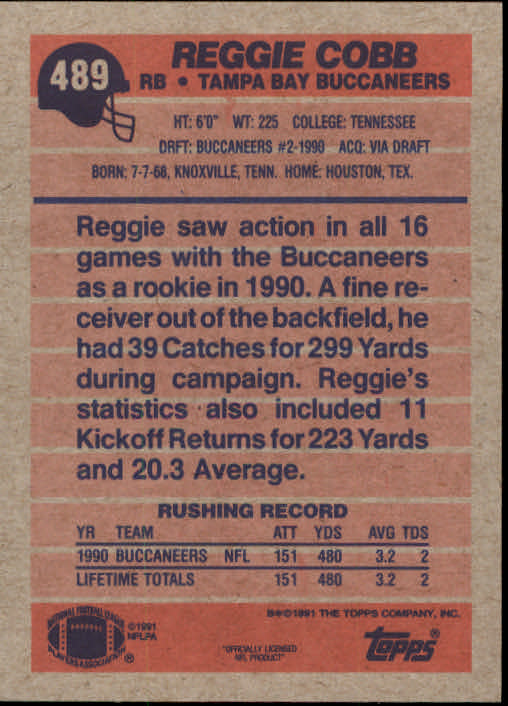 489
REGGIE COBB
RB • TAMPA BAY BUCCANEERS
HT: 6'0" WT: 225 COLLEGE: TENNESSEE
DRFT: BUCCANEERS #2-1990 ACQ: VIA DRAFT
BORN: 7-7-68, KNOXVILLE, TENN. HOME: HOUSTON, TEX.
Reggie saw action in all 16
games with the Buccaneers
as a rookie in 1990. A fine re-
ceiver out of the backfield, he
had 39 Catches for 299 Yards
during campaign. Reggie's
statistics also included 11
Kickoff Returns for 223 Yards
and 20.3 Average.
RUSHING RECORD
YR TEAM ATT YDS AVG TDS
1990 BUCCANEERS NFL 151 480 3.2 2
LIFETIME TOTALS 151 480 3.2 2
NATIONAL FOOTBALL LEAGUE
PLAYERS ASSOCIATION ®
©1991
NFLPA
"OFFICIALLY LICENSED
NFL PRODUCT"
®©1991 THE TOPPS COMPANY, INC.
topps®